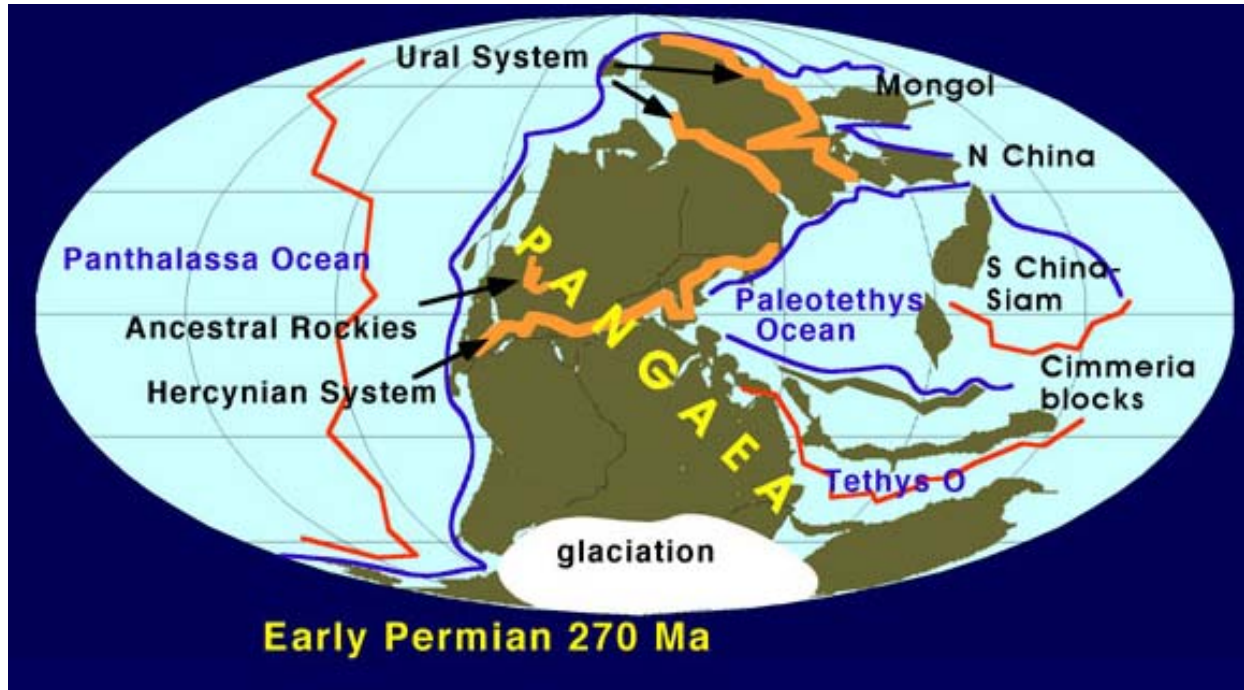 Ural System
Mongol
N China
PANGAEA
Panthalassa Ocean
S China-
Siam
Paleotethys
Ocean
Ancestral Rockies
Hercynian System
Cimmeria
blocks
Tethys O
glaciation
Early Permian 270 Ma